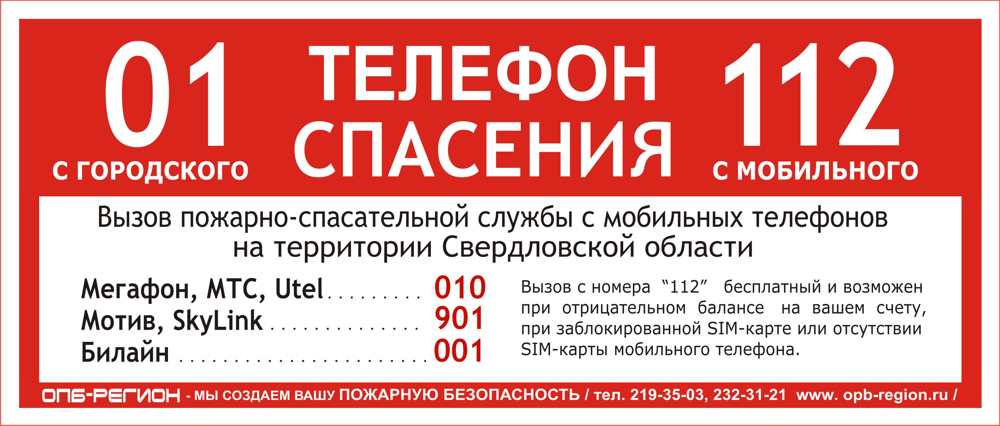 01 ТЕЛЕФОН 112
С ГОРОДСКОГО СПАСЕНИЯ С МОБИЛЬНОГО
Вызов пожарно-спасательной службы с мобильных телефонов
на территории Свердловской области
Мегафон, МТС, Utel......... 010
Мотив, SkyLink .............. 901
Билайн ....................... 001
Вызов с номера “112” бесплатный и возможен
при отрицательном балансе на вашем счету,
при заблокированной SIM-карте или отсутствии
SIM-карты мобильного телефона.
ОПБ-РЕГИОН - МЫ СОЗДАЕМ ВАШУ ПОЖАРНУЮ БЕЗОПАСНОСТЬ / тел. 219-35-03, 232-31-21 www. opb-region.ru /